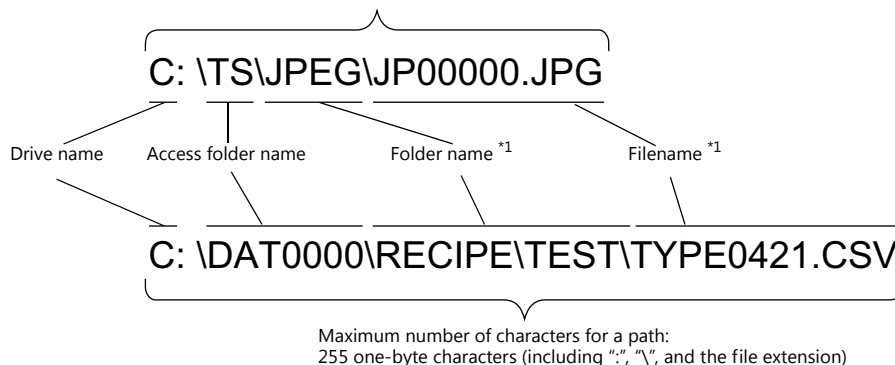 C: \TS\JPEG\JP00000.JPG
Drive name Access folder name Folder name *1 Filename *1
C: \DAT0000\RECIPE\TEST\TYPE0421.CSV
Maximum number of characters for a path:
255 one-byte characters (including “:”, “\”, and the file extension)